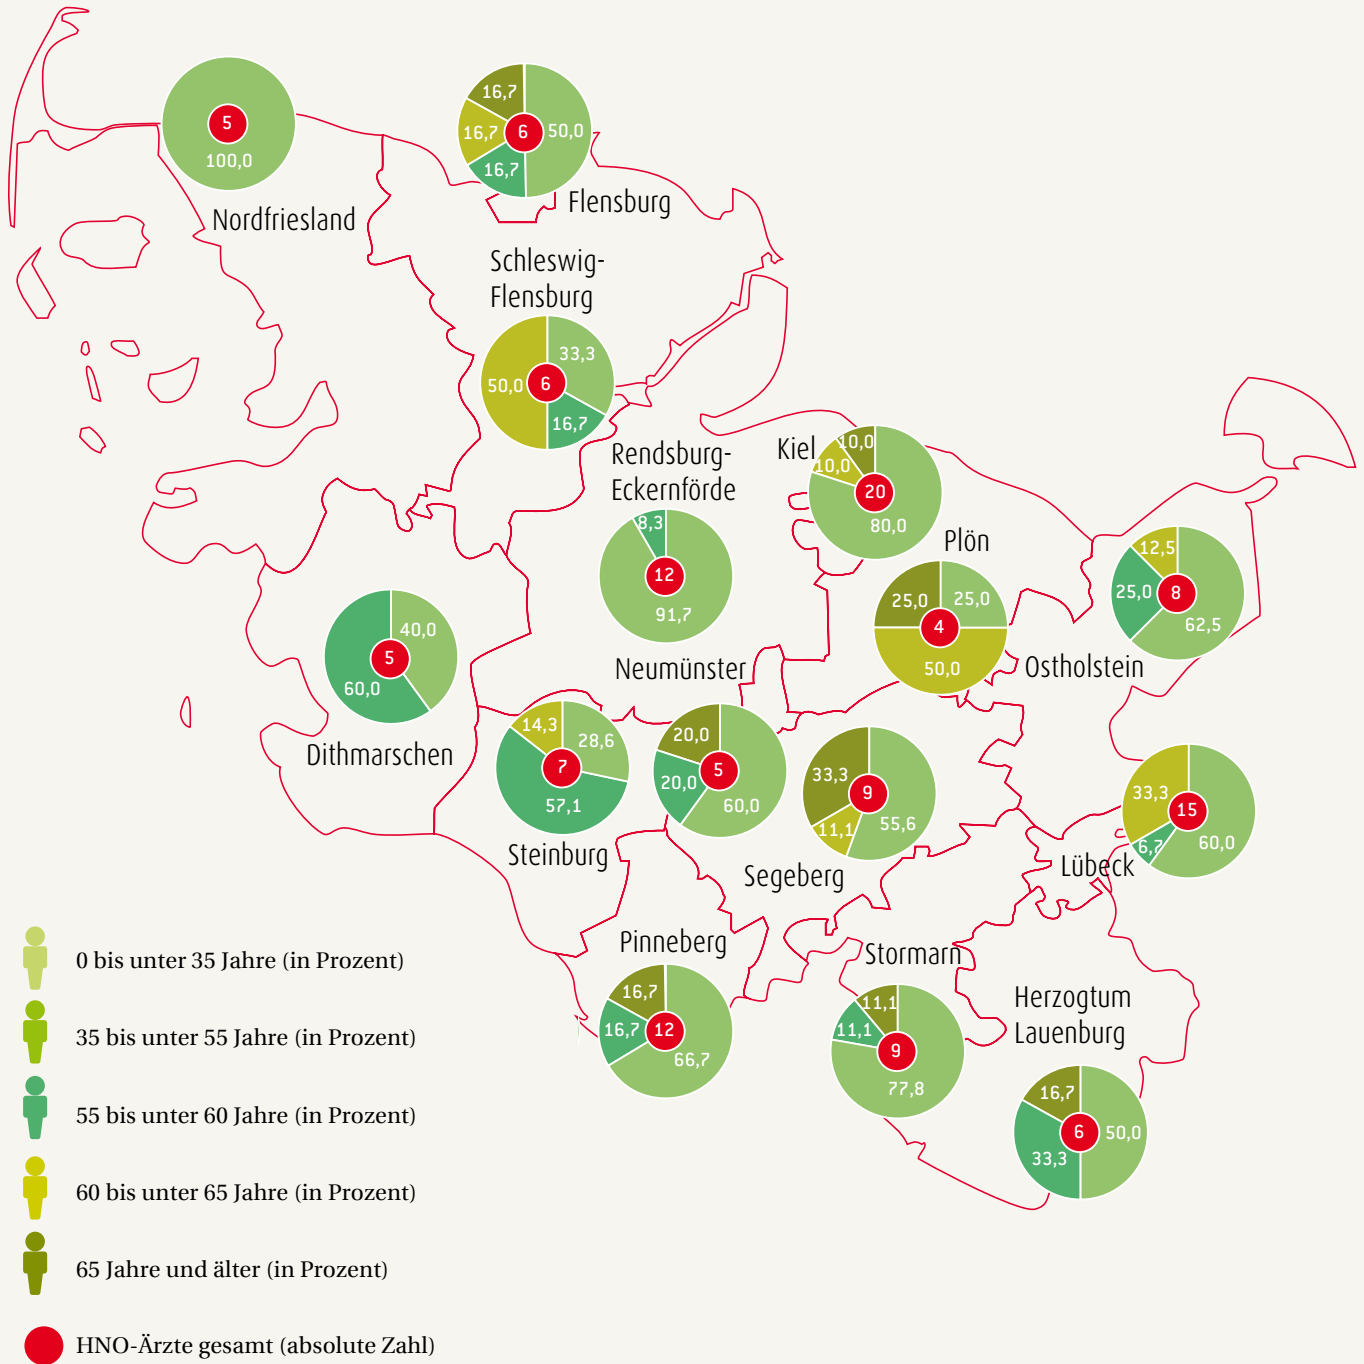 5
100,0
Nordfriesland
16,7
16,7
6
50,0
16,7
Flensburg
Schleswig-
Flensburg
33,3
50,0
6
16,7
Rendsburg-
Eckernförde
8,3
12
91,7
Kiel
10,0
10,0
20
80,0
Plön
25,0
25,0
4
50,0
12,5
25,0
8
62,5
Ostholstein
40,0
5
60,0
Dithmarschen
Neumünster
14,3
28,6
7
57,1
Steinburg
20,0
20,0
5
60,0
33,3
9
11,1
55,6
Segeberg
33,3
15
6,7
60,0
Lübeck
Pinneberg
16,7
16,7
12
66,7
Stormarn
11,1
11,1
9
77,8
Herzogtum
Lauenburg
16,7
6
50,0
33,3
0 bis unter 35 Jahre (in Prozent)
35 bis unter 55 Jahre (in Prozent)
55 bis unter 60 Jahre (in Prozent)
60 bis unter 65 Jahre (in Prozent)
65 Jahre und älter (in Prozent)
HNO-Ärzte gesamt (absolute Zahl)